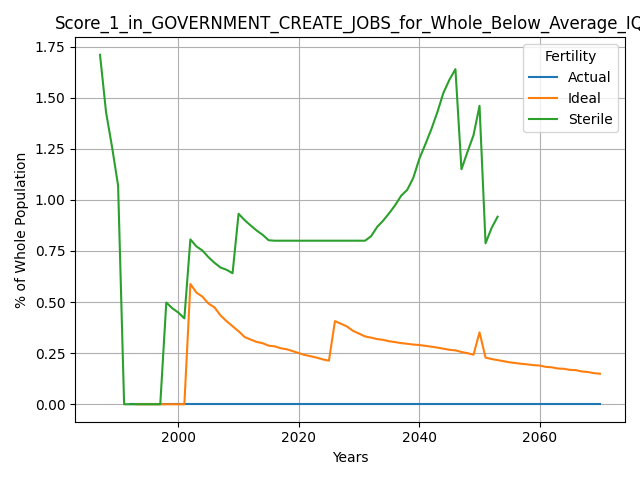 Score_1_in_GOVERNMENT_CREATE_JOBS_for_Whole_Below_Average_IQ
1.75
1.50
1.25
1.00
0.75
0.50
0.25
0.00
% of Whole Population
Fertility
Actual
Ideal
Sterile
2000
2020
2040
2060
Years